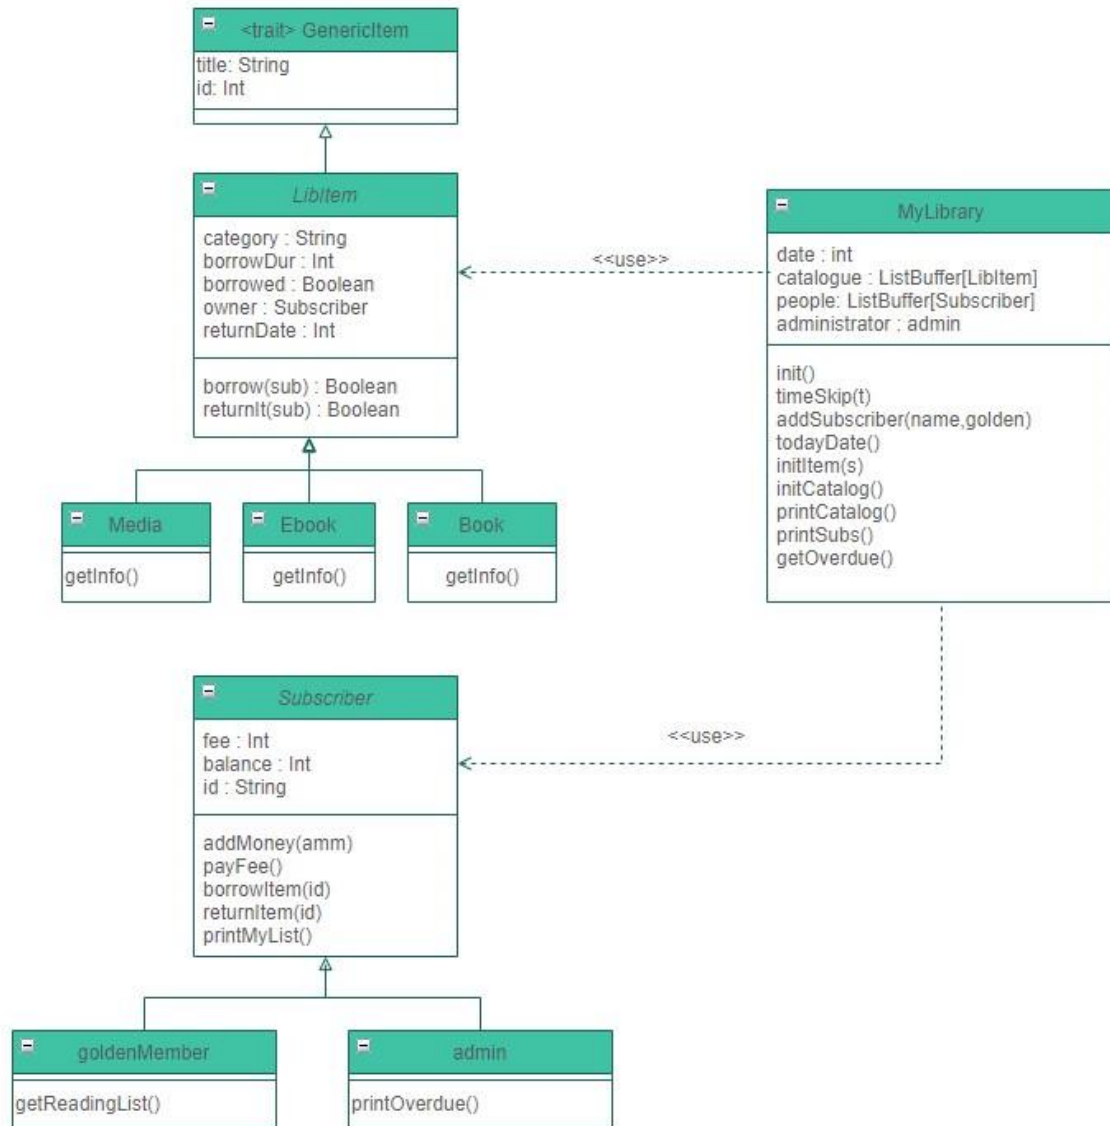 <trait> GenericItem
title: String
id: Int
LibItem
category : String
borrowDur : Int
borrowed : Boolean
owner : Subscriber
returnDate : Int
borrow(sub) : Boolean
returnIt(sub) : Boolean
<<use>>
MyLibrary
date : int
catalogue : ListBuffer[LibItem]
people: ListBuffer[Subscriber]
administrator : admin
init()
timeSkip(t)
addSubscriber(name,golden)
todayDate()
initItem(s)
initCatalog()
printCatalog()
printSubs()
getOverdue()
Media
getInfo()
Ebook
getInfo()
Book
getInfo()
Subscriber
fee : Int
balance : Int
id : String
addMoney(amm)
payFee()
borrowItem(id)
returnItem(id)
printMyList()
<<use>>
goldenMember
getReadingList()
admin
printOverdue()